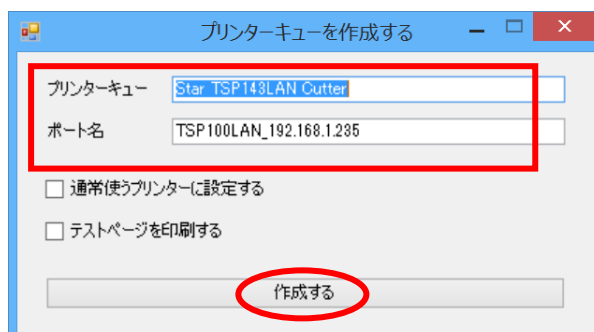 プリンターキューを作成する
プリンターキュー Star TSP143LAN Cutter
ポート名 TSP100LAN_192.168.1.235
通常使うプリンターに設定する
テストページを印刷する
作成する